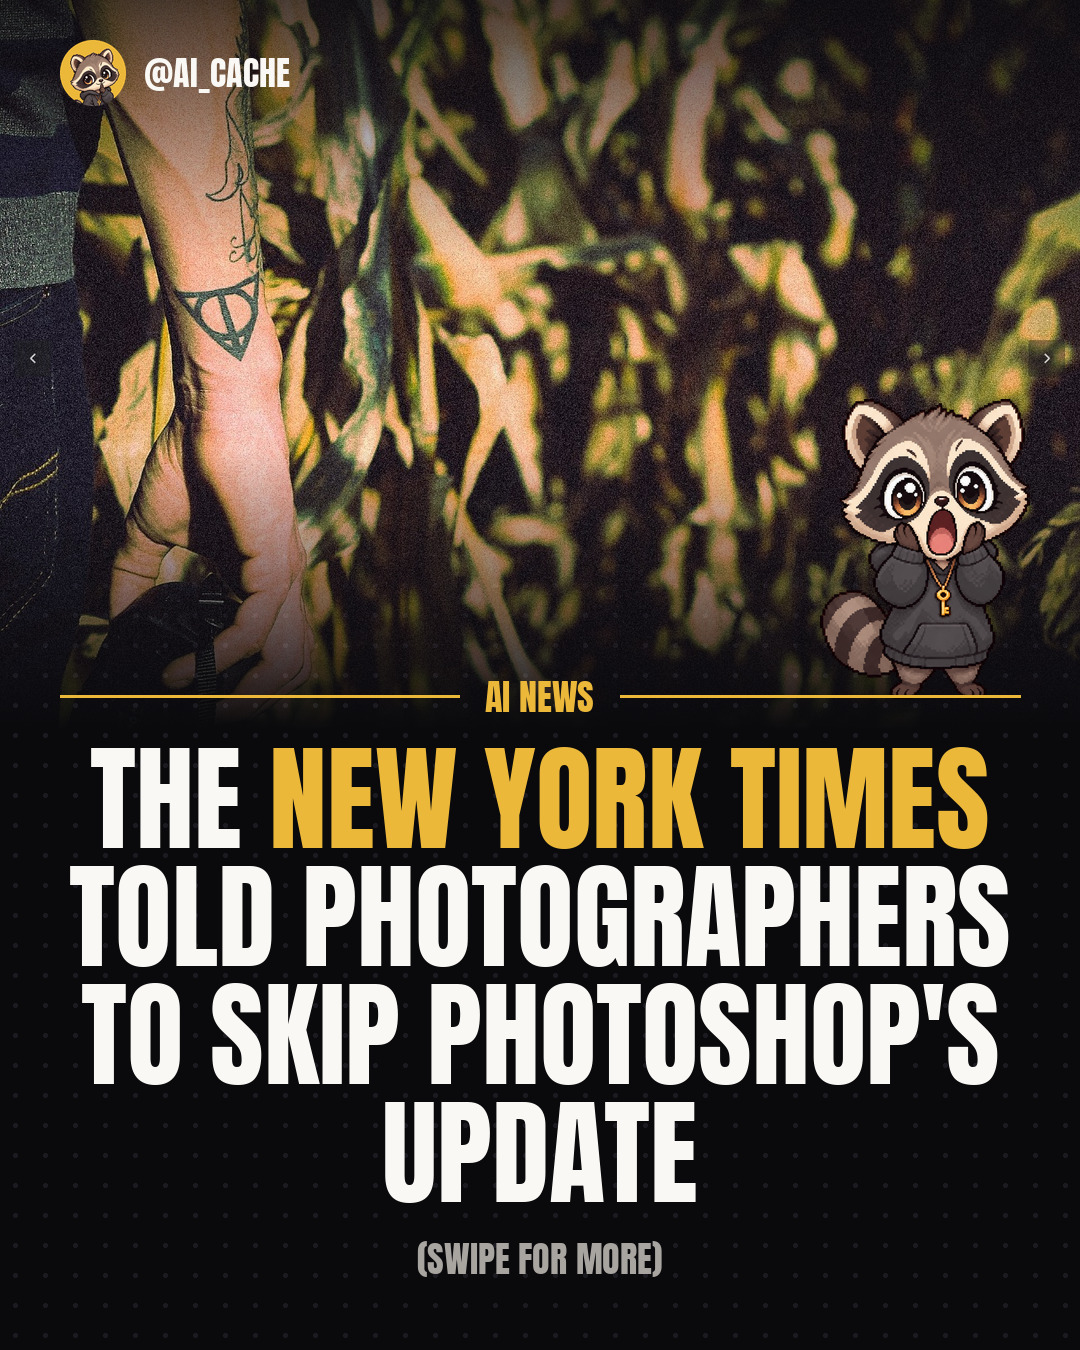 @AI_CACHE
AI NEWS
THE NEW YORK TIMES
TOLD PHOTOGRAPHERS
TO SKIP PHOTOSHOP'S
UPDATE
(SWIPE FOR MORE)